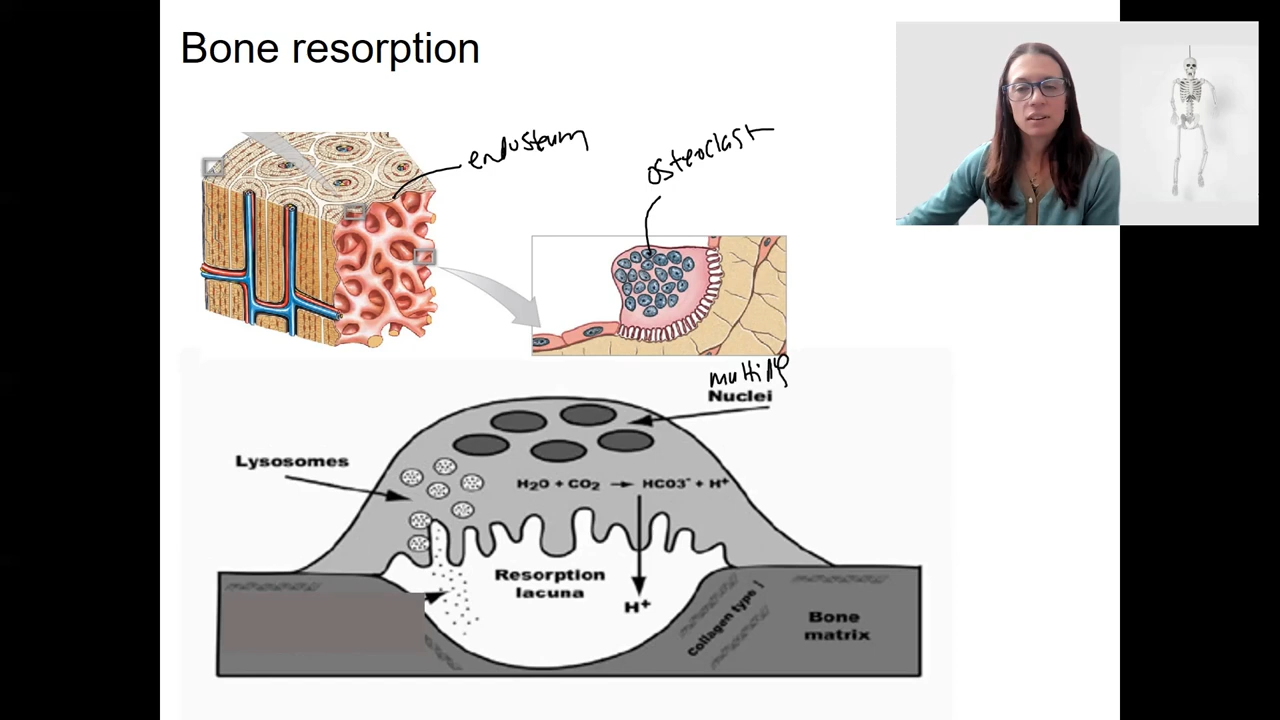 Bone resorption
endosteum
osteoclast
multiple
Nuclei
Lysosomes
H2O + CO2 → HCO3⁻ + H⁺
Resorption
lacuna
H⁺
Collagen type I
Bone
matrix